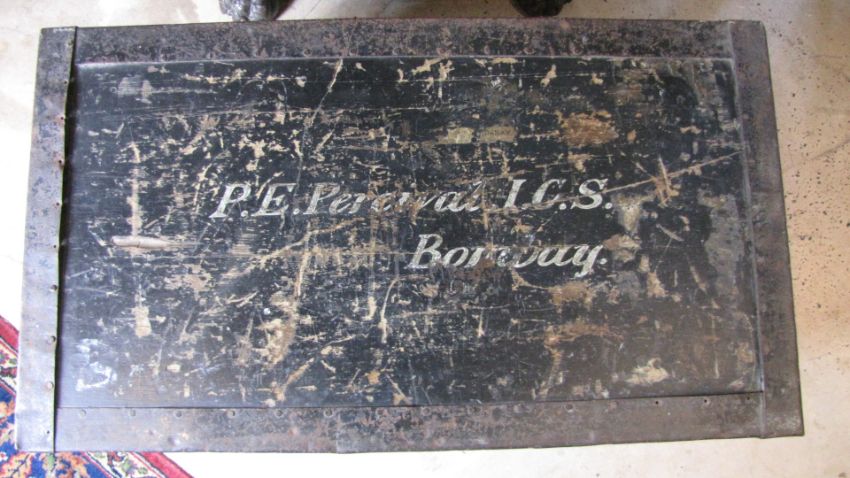 P.E. Percival I.C.S.
Bombay.